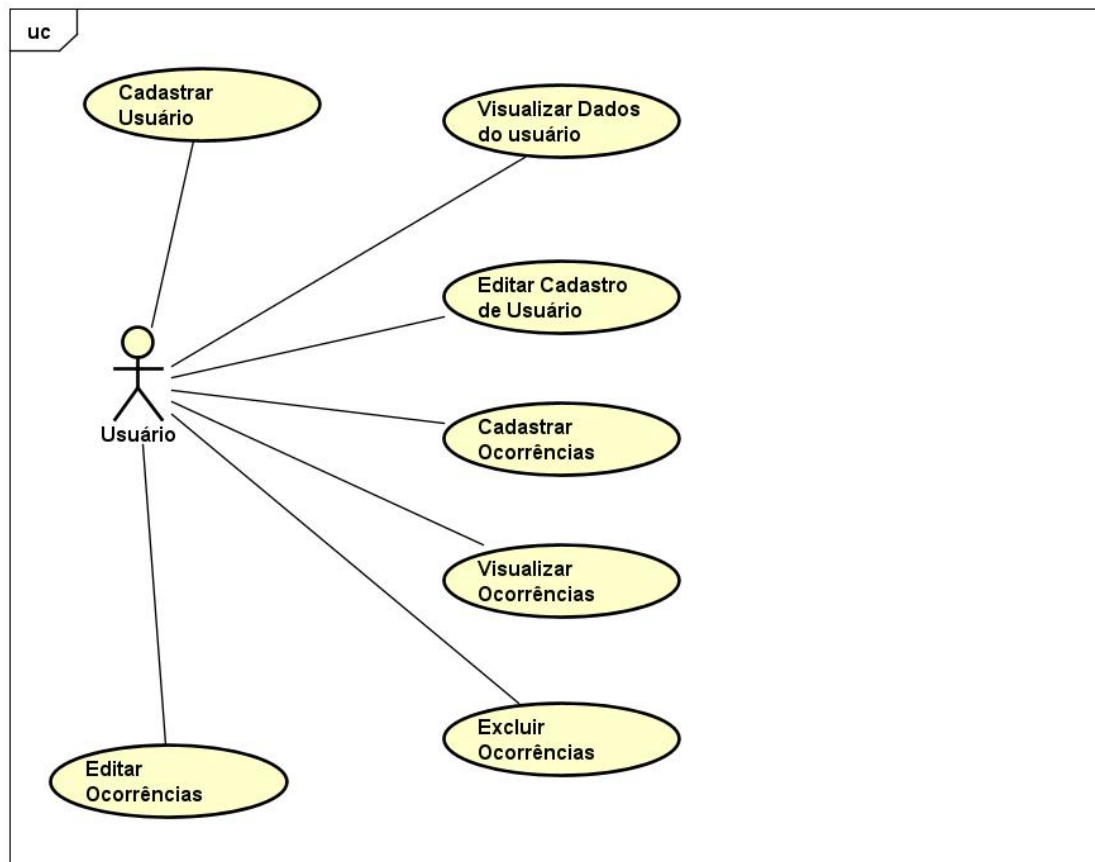 uc
Cadastrar
Usuário
Visualizar Dados
do usuário
Editar Cadastro
de Usuário
Usuário
Cadastrar
Ocorrências
Visualizar
Ocorrências
Excluir
Ocorrências
Editar
Ocorrências